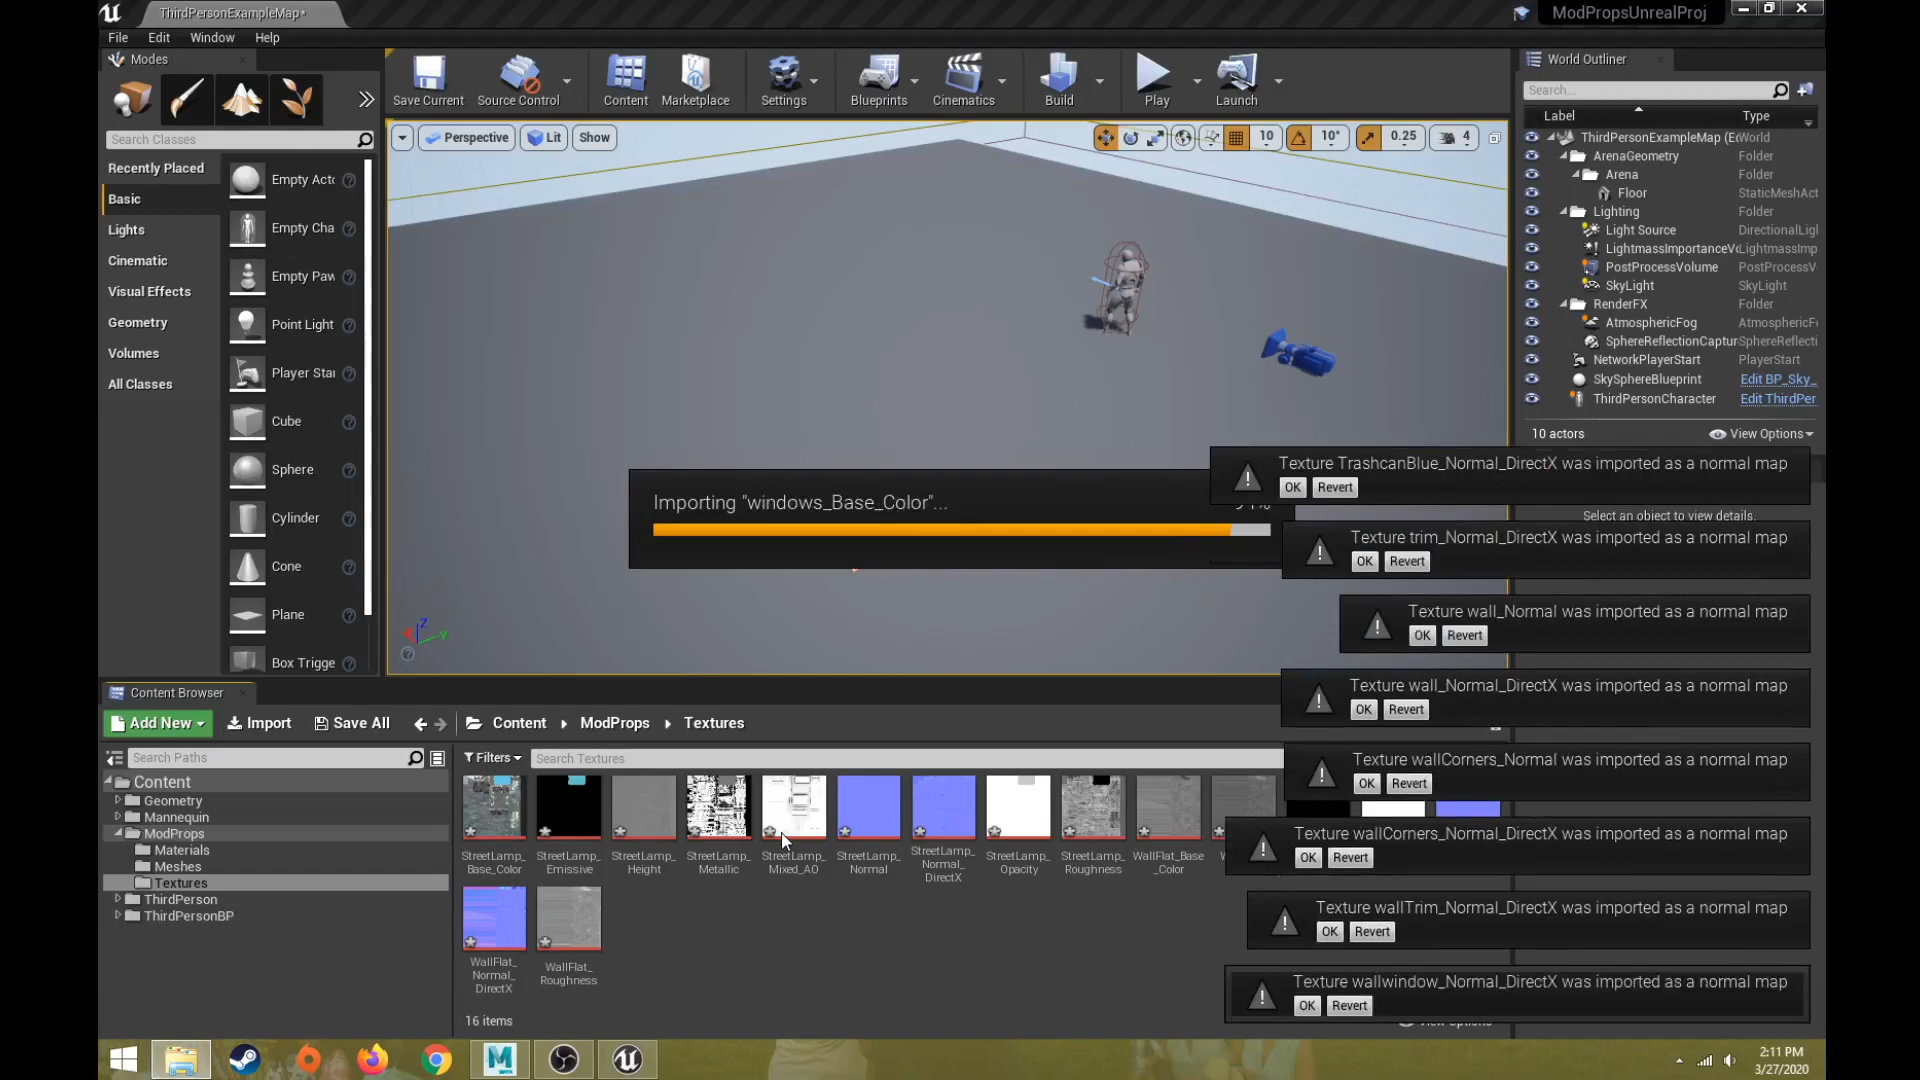 ThirdPersonExampleMap*
ModPropsUnrealProj
File Edit Window Help
Modes
Save Current
Source Control
Content
Marketplace
Settings
Blueprints
Cinematics
Build
Play
Launch
World Outliner
Search Classes
Perspective Lit Show
10 10° 0.25 4
Search...
Label Type
Recently Placed
Basic
Lights
Cinematic
Visual Effects
Geometry
Volumes
All Classes
Empty Acto
Empty Cha
Empty Paw
Point Light
Player Star
Cube
Sphere
Cylinder
Cone
Plane
Box Trigge
ThirdPersonExampleMap (Ed World
ArenaGeometry Folder
Arena Folder
Floor StaticMeshAct
Lighting Folder
Light Source DirectionalLigh
LightmassImportanceVo LightmassImp
PostProcessVolume PostProcessV
SkyLight SkyLight
RenderFX Folder
AtmosphericFog AtmosphericFo
SphereReflectionCapture SphereReflecti
NetworkPlayerStart PlayerStart
SkySphereBlueprint Edit BP_Sky_
ThirdPersonCharacter Edit ThirdPer
10 actors View Options
Select an object to view details.
Importing "windows_Base_Color"...
Z
Y
Texture TrashcanBlue_Normal_DirectX was imported as a normal map
OK Revert
Texture trim_Normal_DirectX was imported as a normal map
OK Revert
Texture wall_Normal was imported as a normal map
OK Revert
Texture wall_Normal_DirectX was imported as a normal map
OK Revert
Texture wallCorners_Normal was imported as a normal map
OK Revert
Texture wallCorners_Normal_DirectX was imported as a normal map
OK Revert
Texture wallTrim_Normal_DirectX was imported as a normal map
OK Revert
Texture wallwindow_Normal_DirectX was imported as a normal map
OK Revert
Content Browser
Add New Import Save All Content ModProps Textures
Search Paths
Filters Search Textures
Content
Geometry
Mannequin
ModProps
Materials
Meshes
Textures
ThirdPerson
ThirdPersonBP
StreetLamp_
Base_Color
StreetLamp_
Emissive
StreetLamp_
Height
StreetLamp_
Metallic
StreetLamp_
Mixed_AO
StreetLamp_
Normal
StreetLamp_
Normal_
DirectX
StreetLamp_
Opacity
StreetLamp_
Roughness
WallFlat_Base
_Color
WallFlat_
Normal_
DirectX
WallFlat_
Roughness
16 items
View Options
2:11 PM
3/27/2020